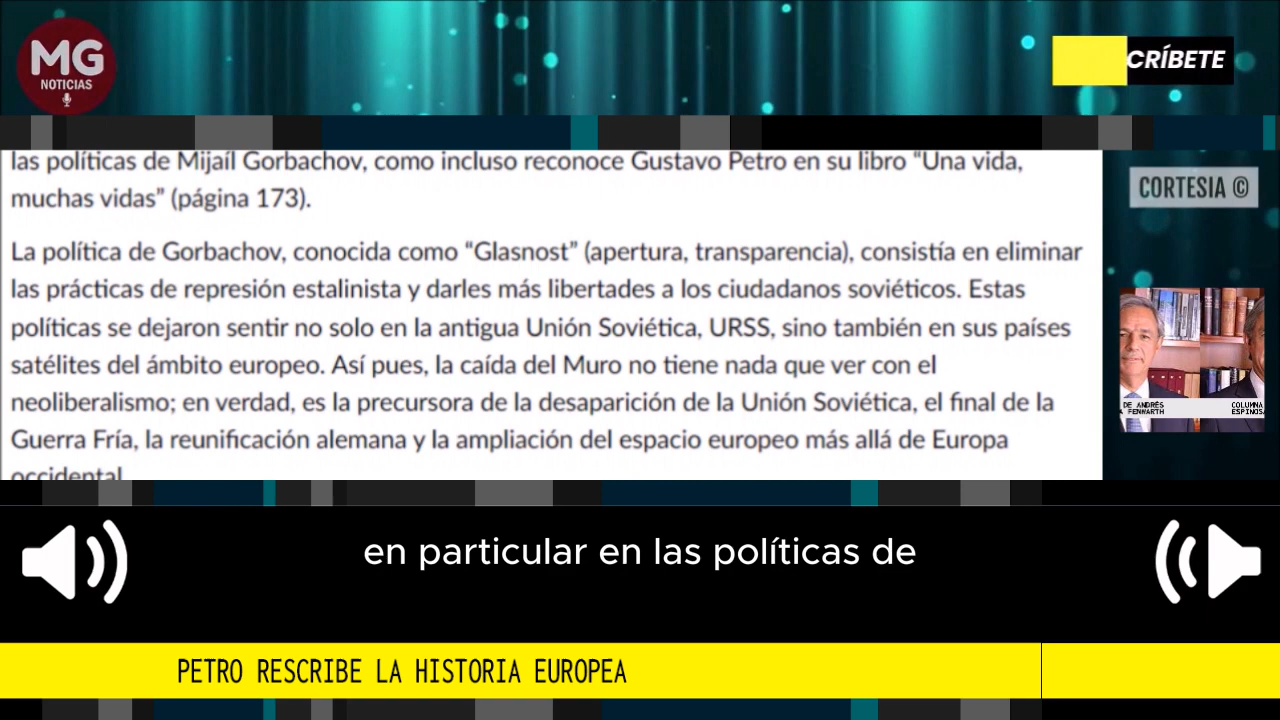 MG
NOTICIAS
CRÍBETE
las políticas de Mijaíl Gorbachov, como incluso reconoce Gustavo Petro en su libro “Una vida,
muchas vidas” (página 173).
La política de Gorbachov, conocida como “Glasnost” (apertura, transparencia), consistía en eliminar
las prácticas de represión estalinista y darles más libertades a los ciudadanos soviéticos. Estas
políticas se dejaron sentir no solo en la antigua Unión Soviética, URSS, sino también en sus países
satélites del ámbito europeo. Así pues, la caída del Muro no tiene nada que ver con el
neoliberalismo; en verdad, es la precursora de la desaparición de la Unión Soviética, el final de la
Guerra Fría, la reunificación alemana y la ampliación del espacio europeo más allá de Europa
occidental
CORTESIA ©
DE ANDRÉS
FENWARTH
COLUMNA
ESPINOSA
en particular en las políticas de
PETRO RESCRIBE LA HISTORIA EUROPEA